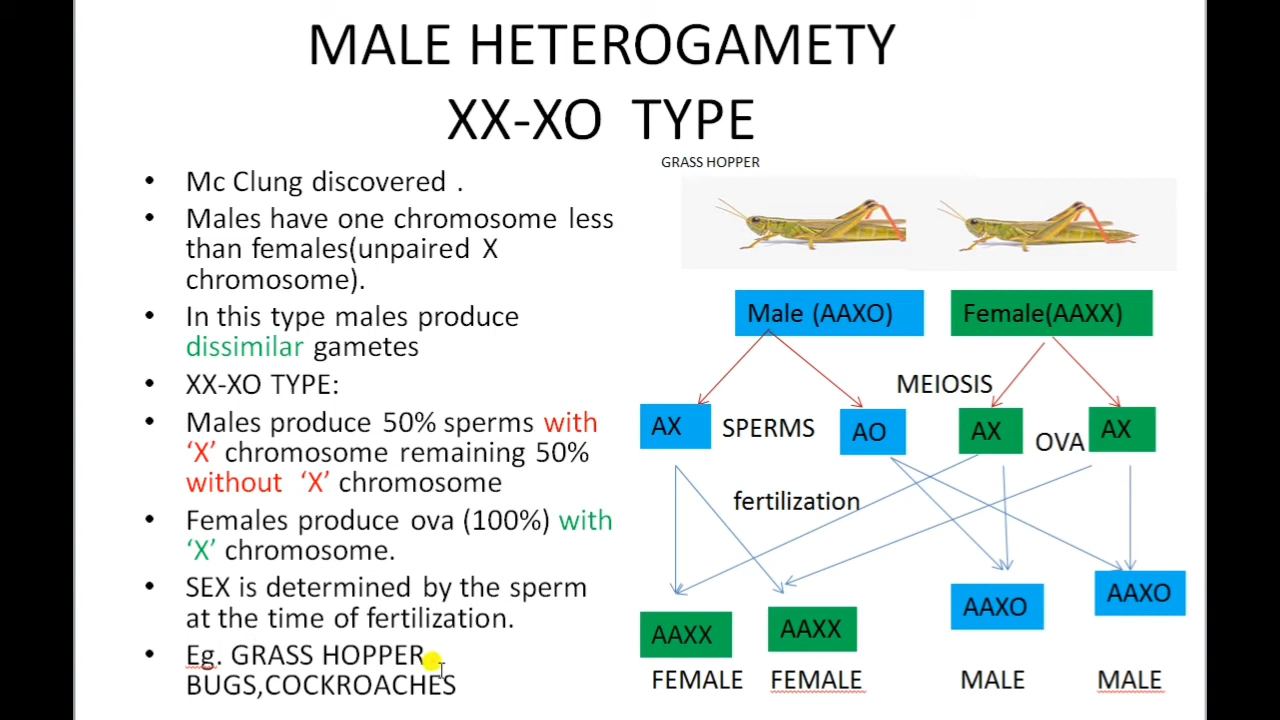 MALE HETEROGAMETY
XX-XO TYPE
GRASS HOPPER
• Mc Clung discovered .
• Males have one chromosome less
than females(unpaired X
chromosome).
• In this type males produce
dissimilar gametes
• XX-XO TYPE:
• Males produce 50% sperms with
‘X’ chromosome remaining 50%
without ‘X’ chromosome
• Females produce ova (100%) with
‘X’ chromosome.
• SEX is determined by the sperm
at the time of fertilization.
• Eg. GRASS HOPPER
BUGS,COCKROACHES
Male (AAXO) Female(AAXX)
MEIOSIS
AX SPERMS AO AX OVA AX
fertilization
AAXX AAXX AAXO AAXO
FEMALE FEMALE MALE MALE